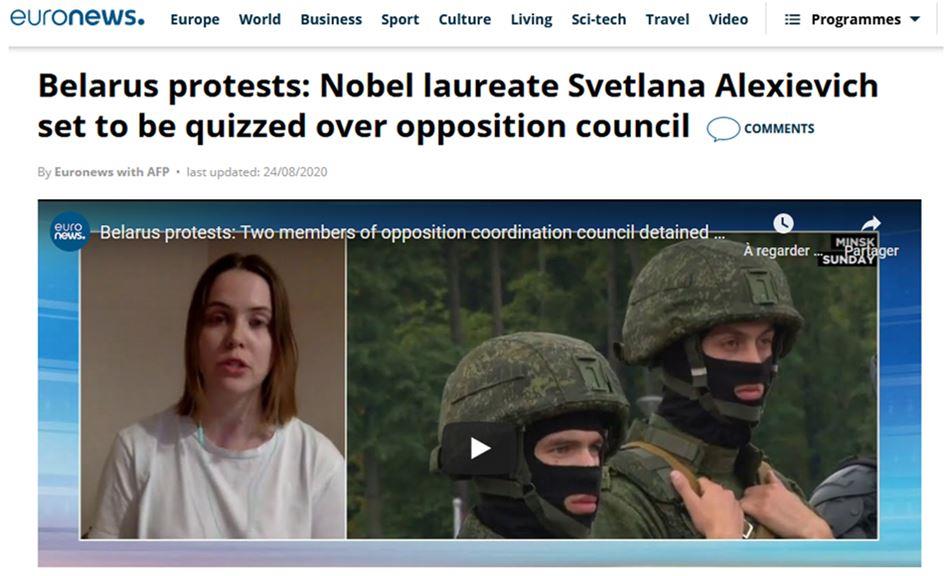 euronews.
Europe World Business Sport Culture Living Sci-tech Travel Video Programmes
Belarus protests: Nobel laureate Svetlana Alexievich
set to be quizzed over opposition council COMMENTS
By Euronews with AFP • last updated: 24/08/2020
euro
news.
Belarus protests: Two members of opposition coordination council detained ...
À regarder ... Partager
MINSK
SUNDAY